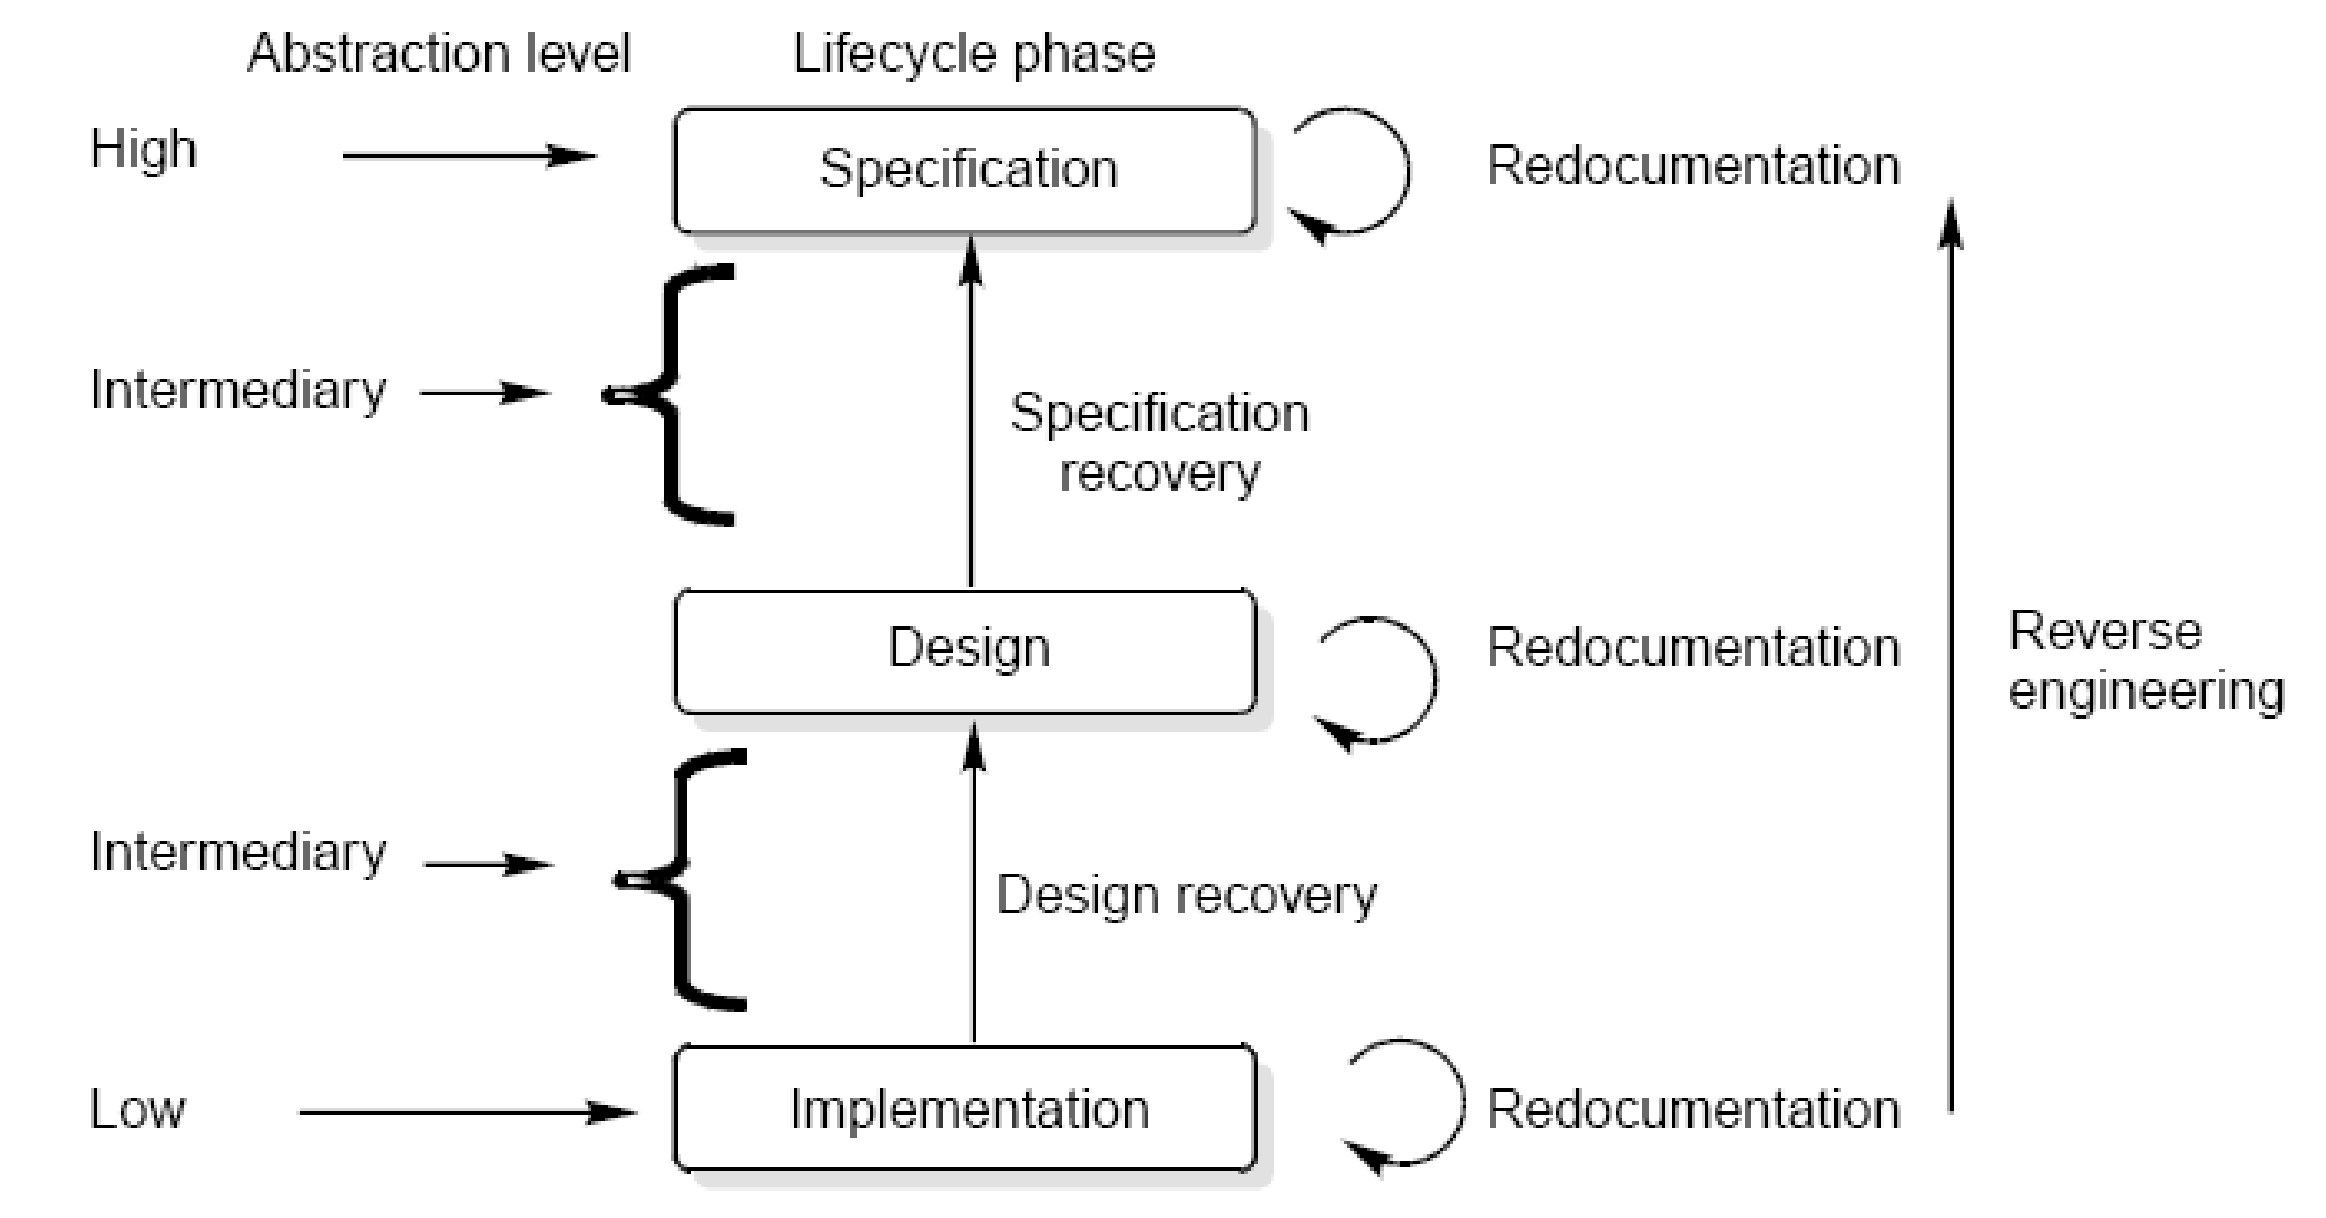 Abstraction level
Lifecycle phase
High
Specification
Redocumentation
Intermediary
Specification
recovery
Design
Redocumentation
Reverse
engineering
Intermediary
Design recovery
Low
Implementation
Redocumentation